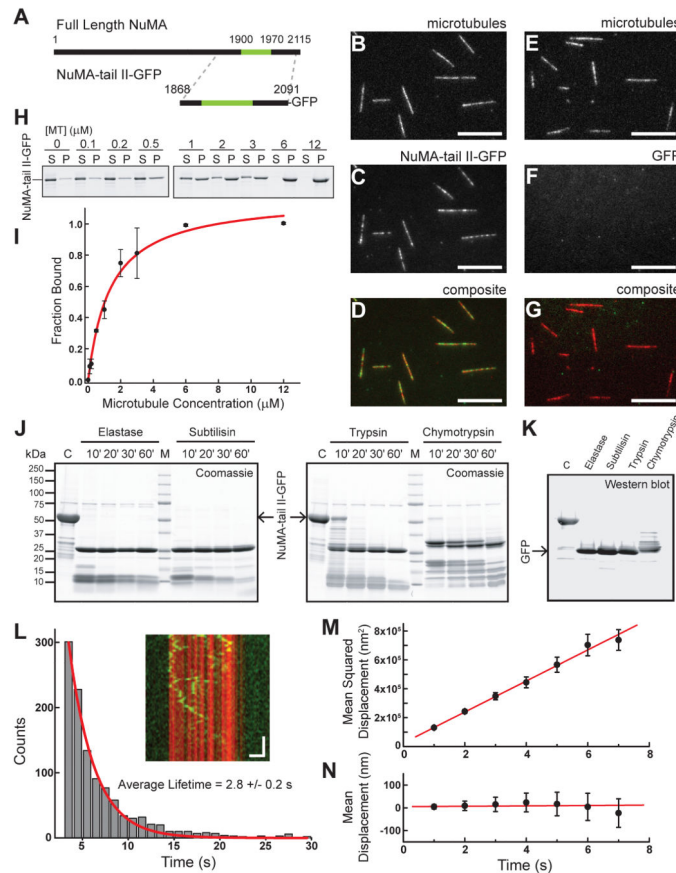 A
Full Length NuMA
1 1900 1970 2115
NuMA-tail II-GFP
1868 2091
-GFP
B microtubules
E microtubules
C NuMA-tail II-GFP
F GFP
D composite
G composite
H
[MT] (μM)
0 0.1 0.2 0.5 1 2 3 6 12
S P S P S P S P S P S P S P S P S P
NuMA-tail II-GFP
I
Fraction Bound
1.0
0.8
0.6
0.4
0.2
0.0
0 2 4 6 8 10 12
Microtubule Concentration (μM)
J
Elastase Subtilisin
kDa C 10' 20' 30' 60' M 10' 20' 30' 60'
Coomassie
250
150
100
75
50
37
25
20
15
10
NuMA-tail II-GFP
Trypsin Chymotrypsin
C 10' 20' 30' 60' M 10' 20' 30' 60'
Coomassie
K
C Elastase Subtilisin Trypsin Chymotrypsin
Western blot
GFP
L
Counts
300
200
100
0
Average Lifetime = 2.8 +/- 0.2 s
5 10 15 20 25 30
Time (s)
M
Mean Squared
Displacement (nm²)
8x10⁵
6x10⁵
4x10⁵
2x10⁵
0 2 4 6 8
N
Mean
Displacement (nm)
100
0
-100
0 2 4 6 8
Time (s)